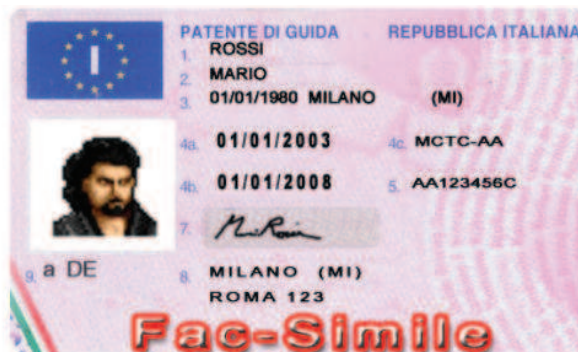 PATENTE DI GUIDA REPUBBLICA ITALIANA
I
1. ROSSI
2. MARIO
3. 01/01/1980 MILANO (MI)
4a. 01/01/2003 4c. MCTC-AA
4b. 01/01/2008 5. AA123456C
7.
9. a DE 8. MILANO (MI)
ROMA 123
Fac-Simile